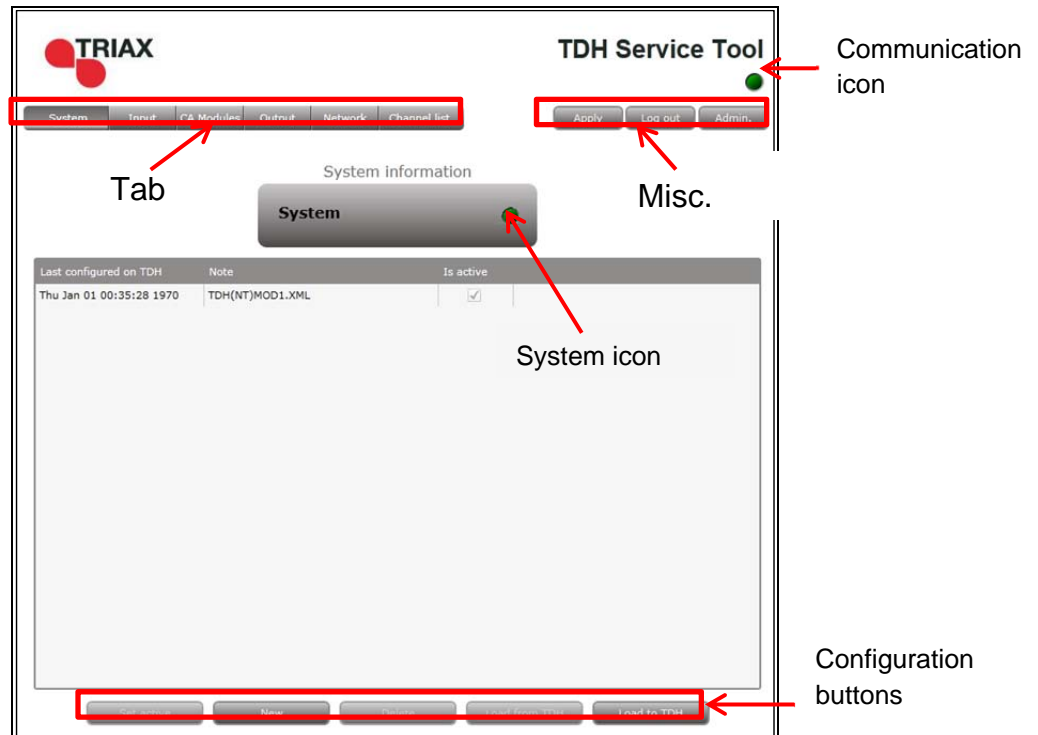 TRIAX
TDH Service Tool
Communication
icon
System Input CA Modules Output Network Channel list
Apply Log out Admin.
Tab
System information
Misc.
System
Last configured on TDH Note Is active
Thu Jan 01 00:35:28 1970 TDH(NT)MOD1.XML
System icon
Configuration
buttons
Set active New Delete Load from TDH Load to TDH